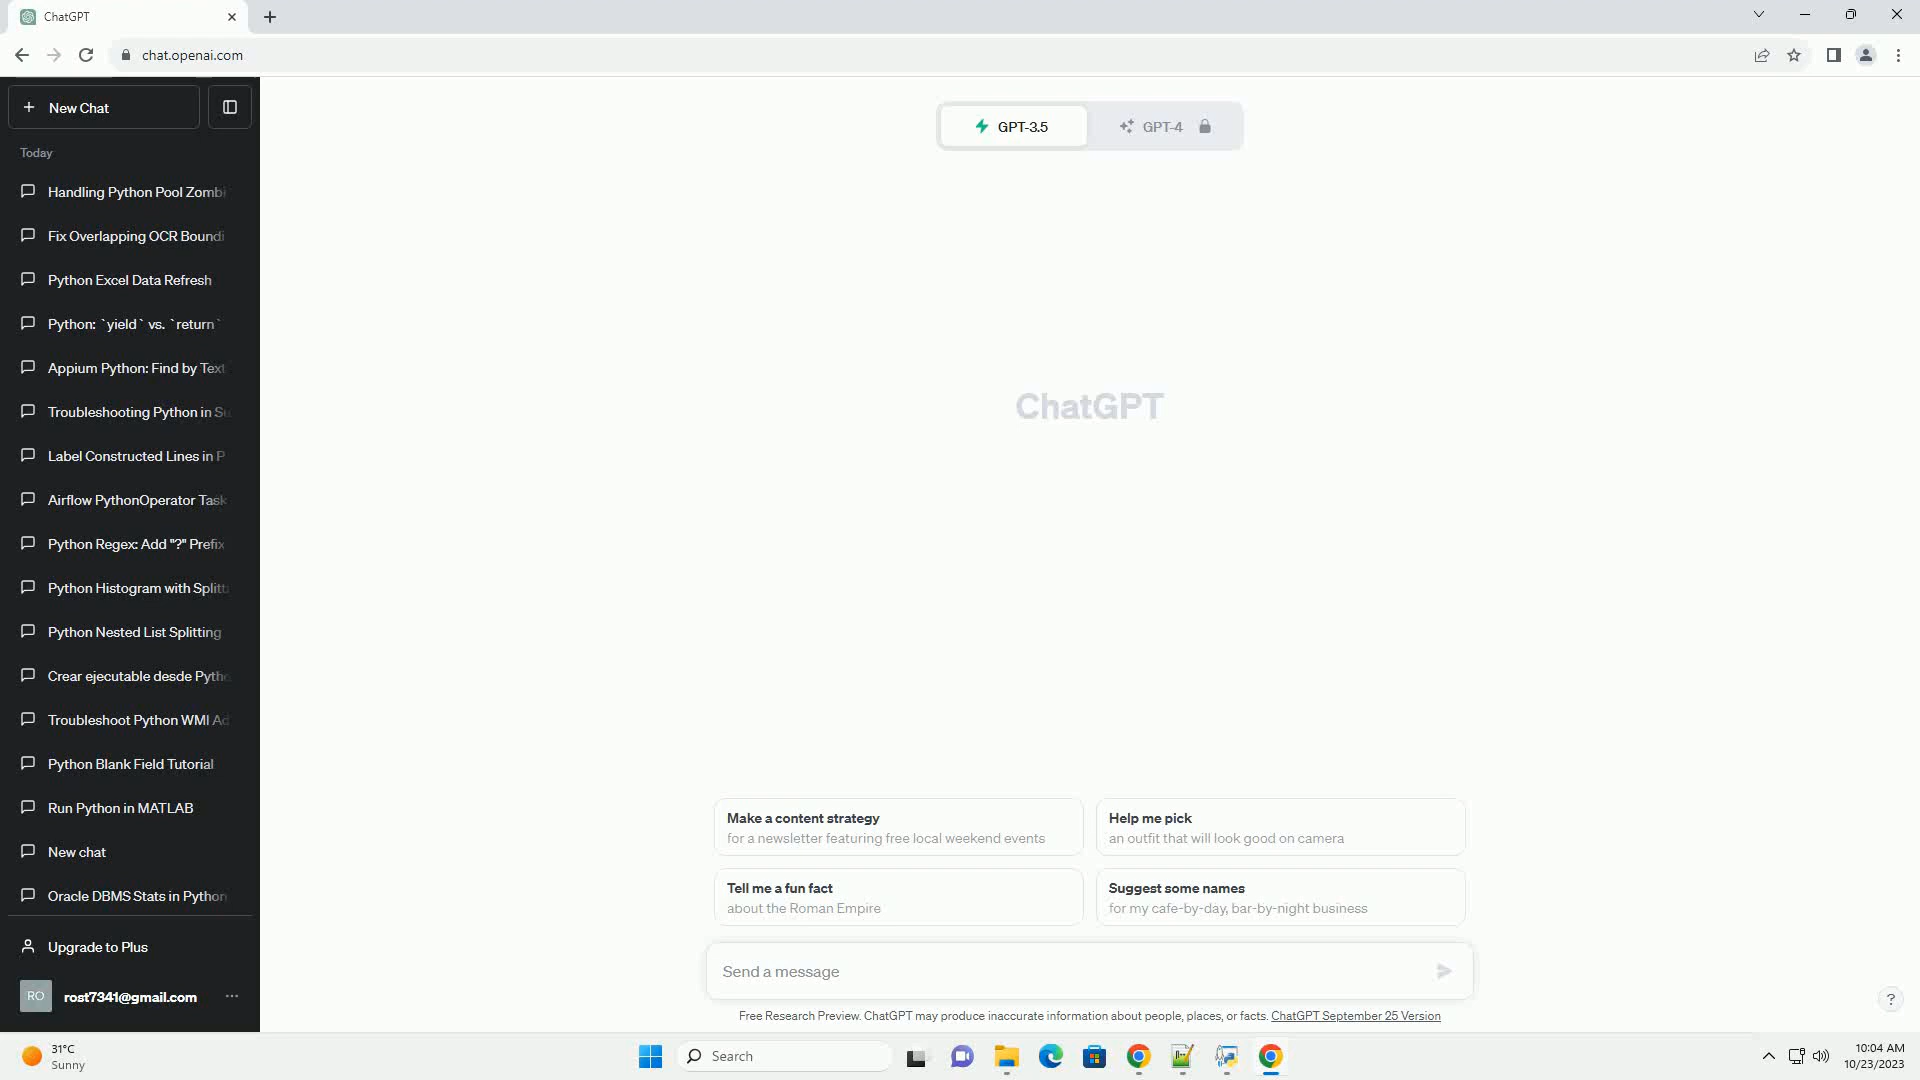 ChatGPT
chat.openai.com
New Chat
Today
Handling Python Pool Zombi
Fix Overlapping OCR Boundi
Python Excel Data Refresh
Python: `yield` vs. `return`
Appium Python: Find by Text
Troubleshooting Python in Su
Label Constructed Lines in P
Airflow PythonOperator Task
Python Regex: Add "?" Prefix
Python Histogram with Splitt
Python Nested List Splitting
Crear ejecutable desde Pytho
Troubleshoot Python WMI Ad
Python Blank Field Tutorial
Run Python in MATLAB
New chat
Oracle DBMS Stats in Python
Upgrade to Plus
RO
rost7341@gmail.com
GPT-3.5
GPT-4
ChatGPT
Make a content strategy
for a newsletter featuring free local weekend events
Help me pick
an outfit that will look good on camera
Tell me a fun fact
about the Roman Empire
Suggest some names
for my cafe-by-day, bar-by-night business
Send a message
Free Research Preview. ChatGPT may produce inaccurate information about people, places, or facts. ChatGPT September 25 Version
?
31°C
Sunny
Search
10:04 AM
10/23/2023